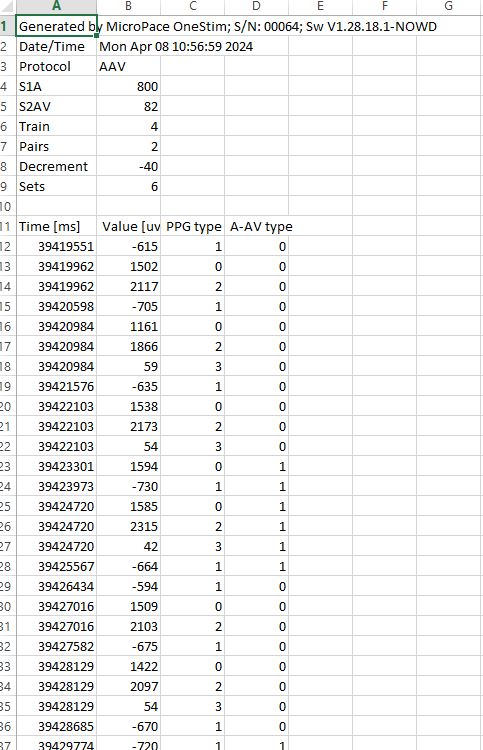 A B C D E F G
1 Generated by MicroPace OneStim; S/N: 00064; Sw V1.28.18.1-NOWD
2 Date/Time Mon Apr 08 10:56:59 2024
3 Protocol AAV
4 S1A 800
5 S2AV 82
6 Train 4
7 Pairs 2
8 Decrement -40
9 Sets 6
10
11 Time [ms] Value [uv PPG type A-AV type
12 39419551 -615 1 0
13 39419962 1502 0 0
14 39419962 2117 2 0
15 39420598 -705 1 0
16 39420984 1161 0 0
17 39420984 1866 2 0
18 39420984 59 3 0
19 39421576 -635 1 0
20 39422103 1538 0 0
21 39422103 2173 2 0
22 39422103 54 3 0
23 39423301 1594 0 1
24 39423973 -730 1 1
25 39424720 1585 0 1
26 39424720 2315 2 1
27 39424720 42 3 1
28 39425567 -664 1 1
29 39426434 -594 1 0
30 39427016 1509 0 0
31 39427016 2103 2 0
32 39427582 -675 1 0
33 39428129 1422 0 0
34 39428129 2097 2 0
35 39428129 54 3 0
36 39428685 -670 1 0
37 39429774 -720 1 1